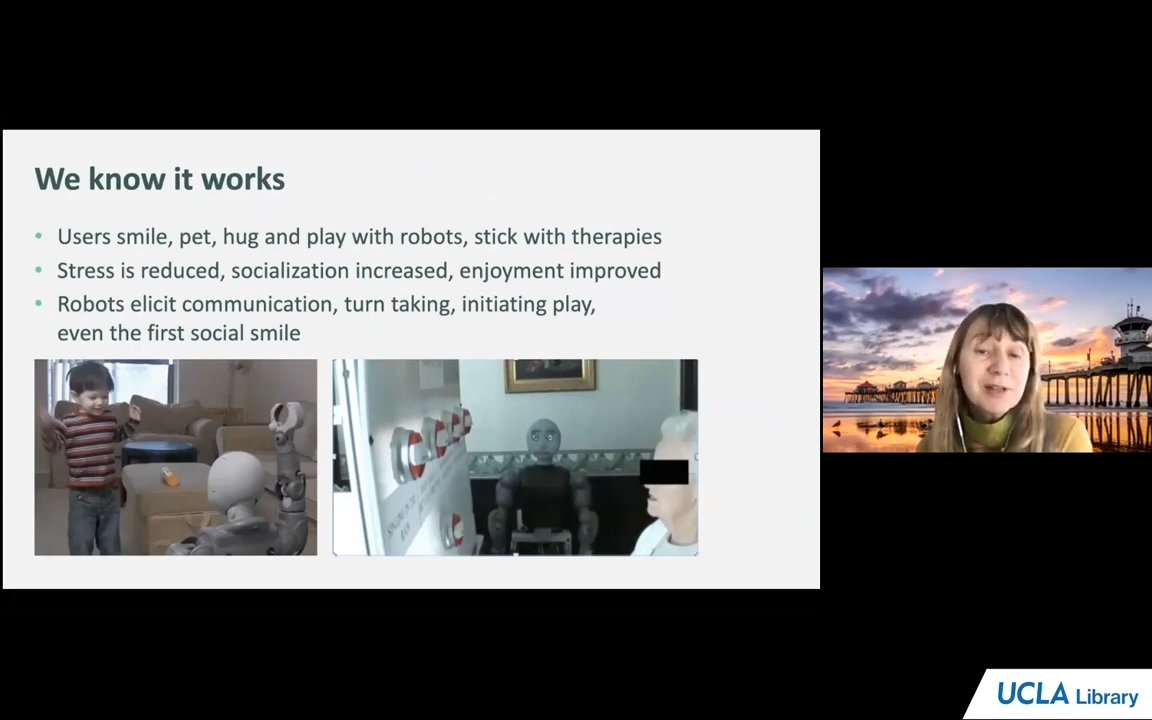 We know it works
• Users smile, pet, hug and play with robots, stick with therapies
• Stress is reduced, socialization increased, enjoyment improved
• Robots elicit communication, turn taking, initiating play,
even the first social smile
UCLA Library